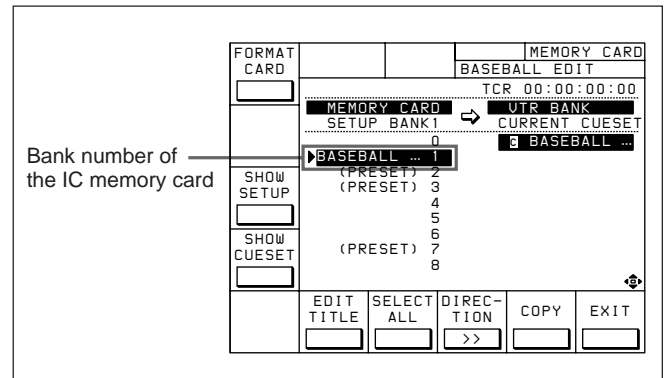 FORMAT
CARD
MEMORY CARD
BASEBALL EDIT
TCR 00:00:00:00
MEMORY CARD
VTR BANK
SETUP BANK1
CURRENT CUESET
0
C BASEBALL ...
Bank number of
the IC memory card
BASEBALL ... 1
SHOW
SETUP
(PRESET) 2
(PRESET) 3
4
5
6
SHOW
CUESET
(PRESET) 7
8
EDIT
TITLE
SELECT
ALL
DIREC-
TION
>>
COPY
EXIT